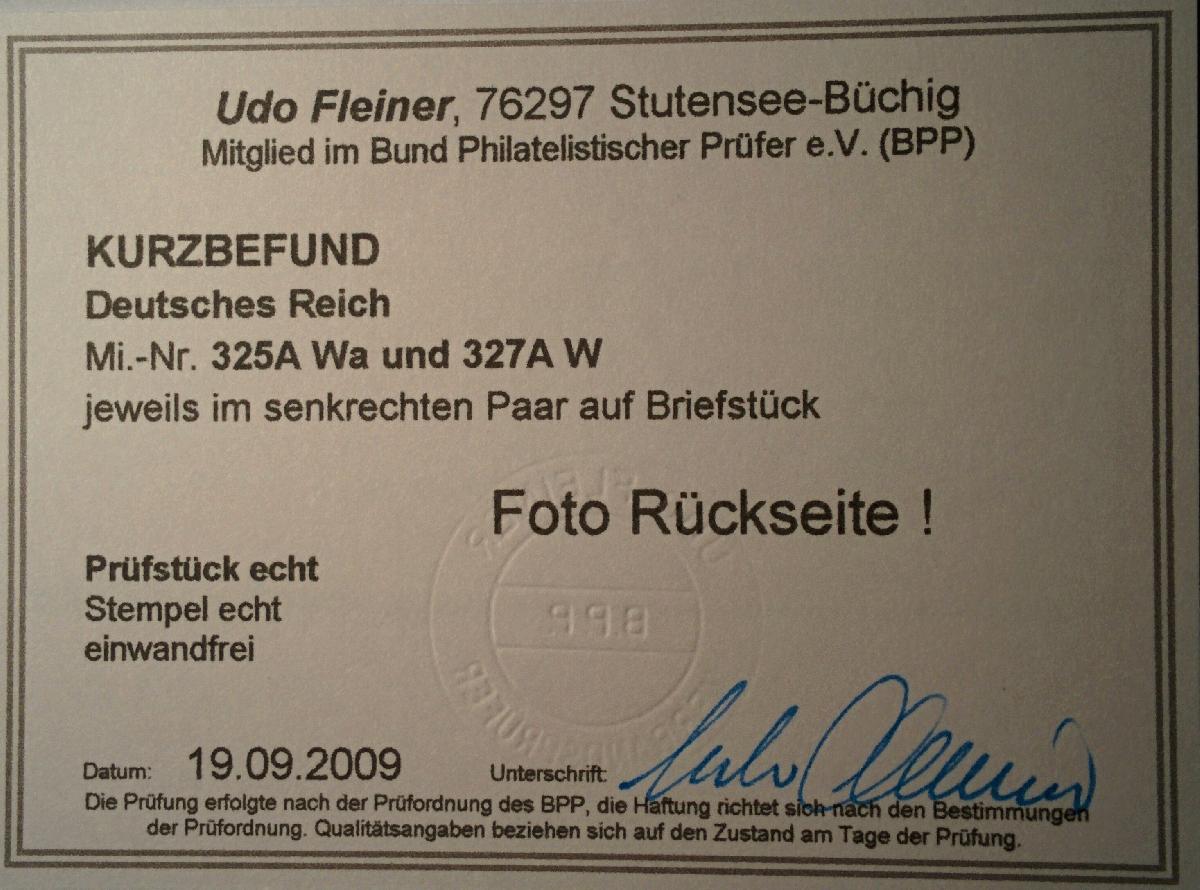 Udo Fleiner, 76297 Stutensee-Büchig
Mitglied im Bund Philatelistischer Prüfer e.V. (BPP)
KURZBEFUND
Deutsches Reich
Mi.-Nr. 325A Wa und 327A W
jeweils im senkrechten Paar auf Briefstück
Foto Rückseite !
Prüfstück echt
Stempel echt
einwandfrei
B.P.P.
Datum: 19.09.2009 Unterschrift:
Die Prüfung erfolgte nach der Prüfordnung des BPP, die Haftung richtet sich nach den Bestimmungen
der Prüfordnung. Qualitätsangaben beziehen sich auf den Zustand am Tage der Prüfung.